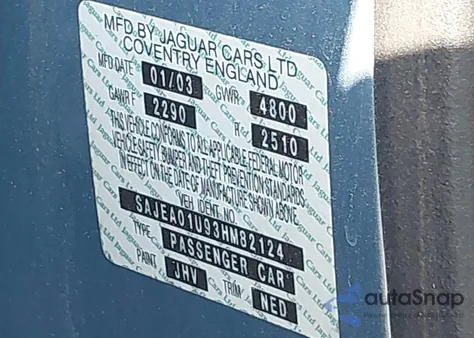 MFD BY JAGUAR CARS LTD
COVENTRY ENGLAND
MFD DATE 01/03 GVWR 4800
GAWR F 2290 R 2510
THIS VEHICLE CONFORMS TO ALL APPLICABLE FEDERAL MOTOR
VEHICLE SAFETY BUMPER AND THEFT PREVENTION STANDARDS
IN EFFECT ON THE DATE OF MANUFACTURE SHOWN ABOVE
VEH IDENT. NO.
SAJEA01U93HM82124
TYPE PASSENGER CAR
PAINT JHV TRIM NED
autoSnap